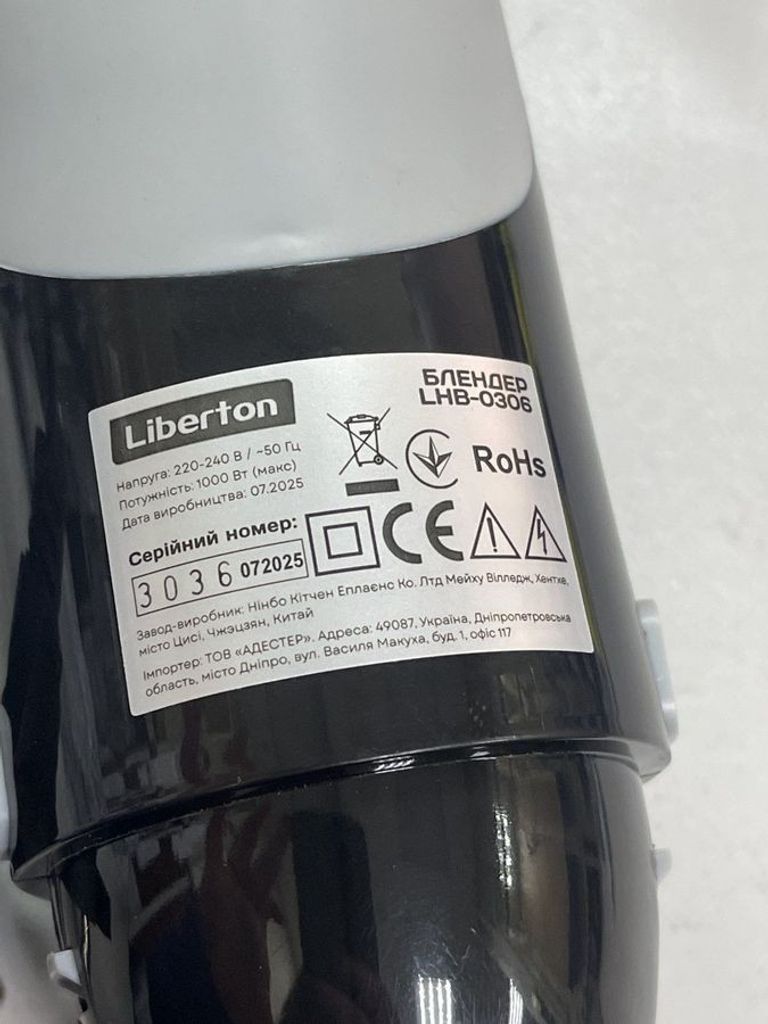 Liberton
БЛЕНДЕР
LHB-0306
Напруга: 220-240 В / ~50 Гц
Потужність: 1000 Вт (макс)
Дата виробництва: 07.2025
RoHs
Серійний номер:
3036 072025
CE
Завод-виробник: Нінбо Кітчен Еплаєнс Ко. Лтд Мейху Вілледж, Хентхе,
місто Цисі, Чжэцзян, Китай
Імпортер: ТОВ «АДЕСТЕР». Адреса: 49087, Україна, Дніпропетровська
область, місто Дніпро, вул. Василя Макуха, буд. 1, офіс 117